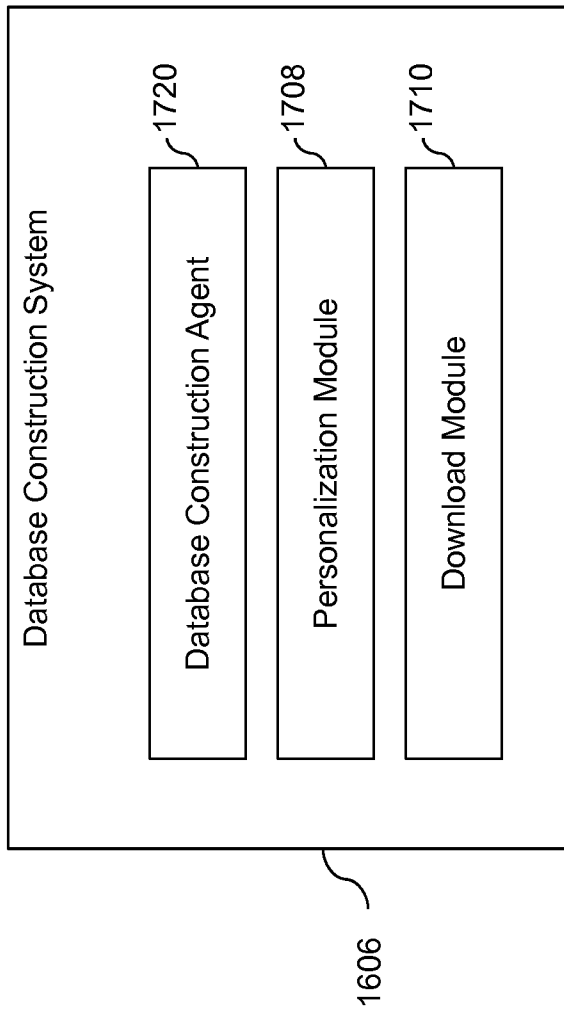 Database Construction System
Database Construction Agent
1720
Personalization Module
1708
Download Module
1710
1606